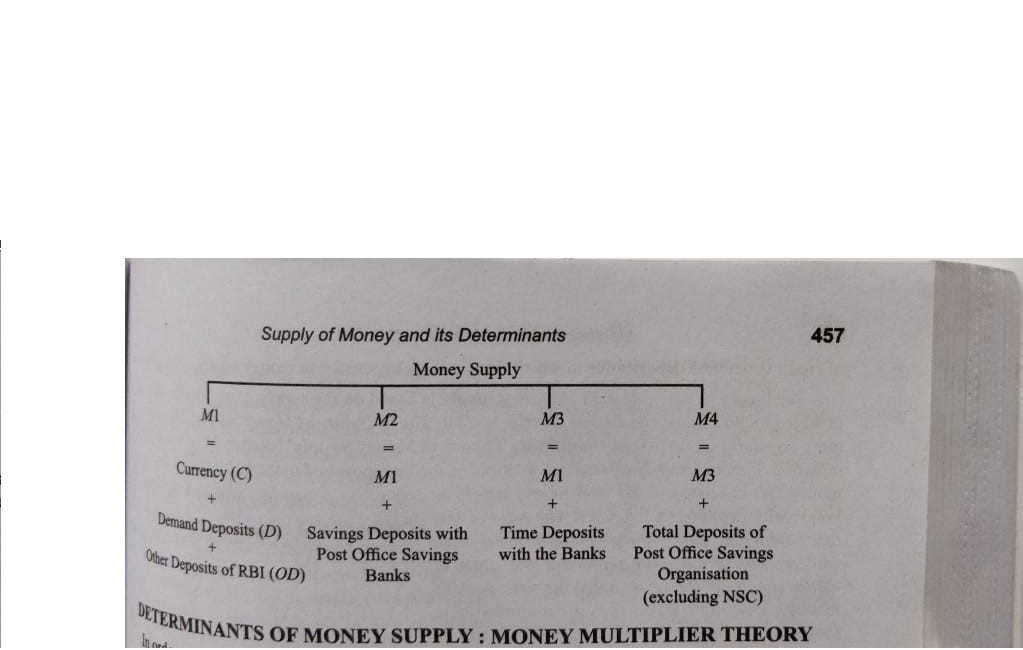 Supply of Money and its Determinants 457
Money Supply
M1 M2 M3 M4
= = = =
Currency (C) M1 M1 M3
+ + + +
Demand Deposits (D) Savings Deposits with Time Deposits Total Deposits of
+ Post Office Savings with the Banks Post Office Savings
Other Deposits of RBI (OD) Banks Organisation
(excluding NSC)
DETERMINANTS OF MONEY SUPPLY : MONEY MULTIPLIER THEORY
In